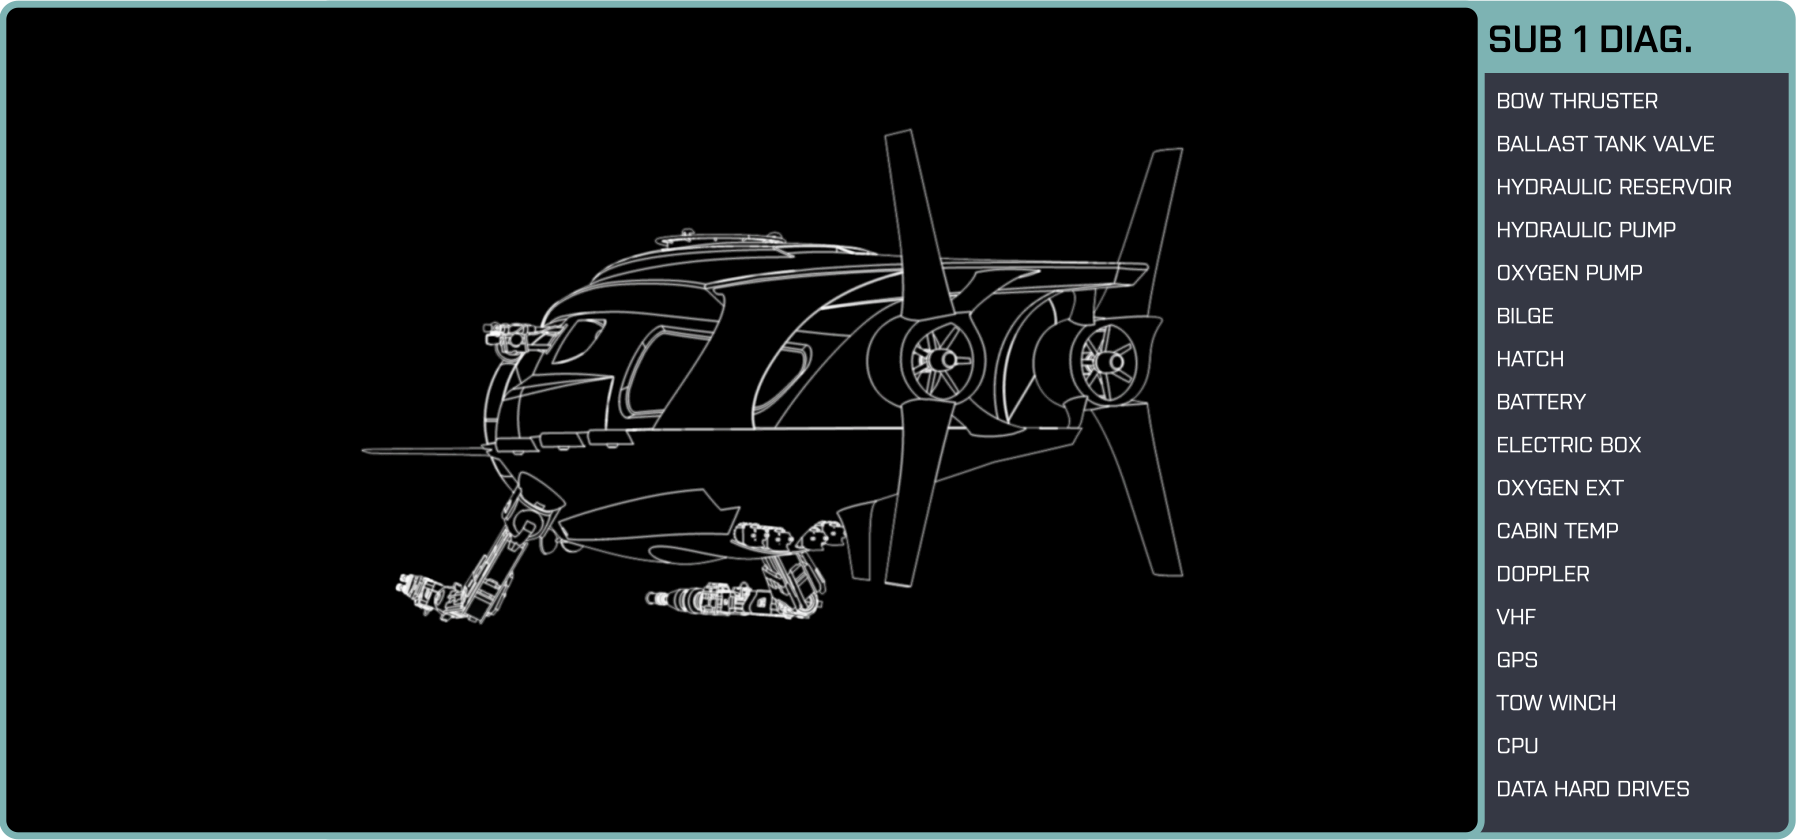 SUB 1 DIAG.
BOW THRUSTER
BALLAST TANK VALVE
HYDRAULIC RESERVOIR
HYDRAULIC PUMP
OXYGEN PUMP
BILGE
HATCH
BATTERY
ELECTRIC BOX
OXYGEN EXT
CABIN TEMP
DOPPLER
VHF
GPS
TOW WINCH
CPU
DATA HARD DRIVES